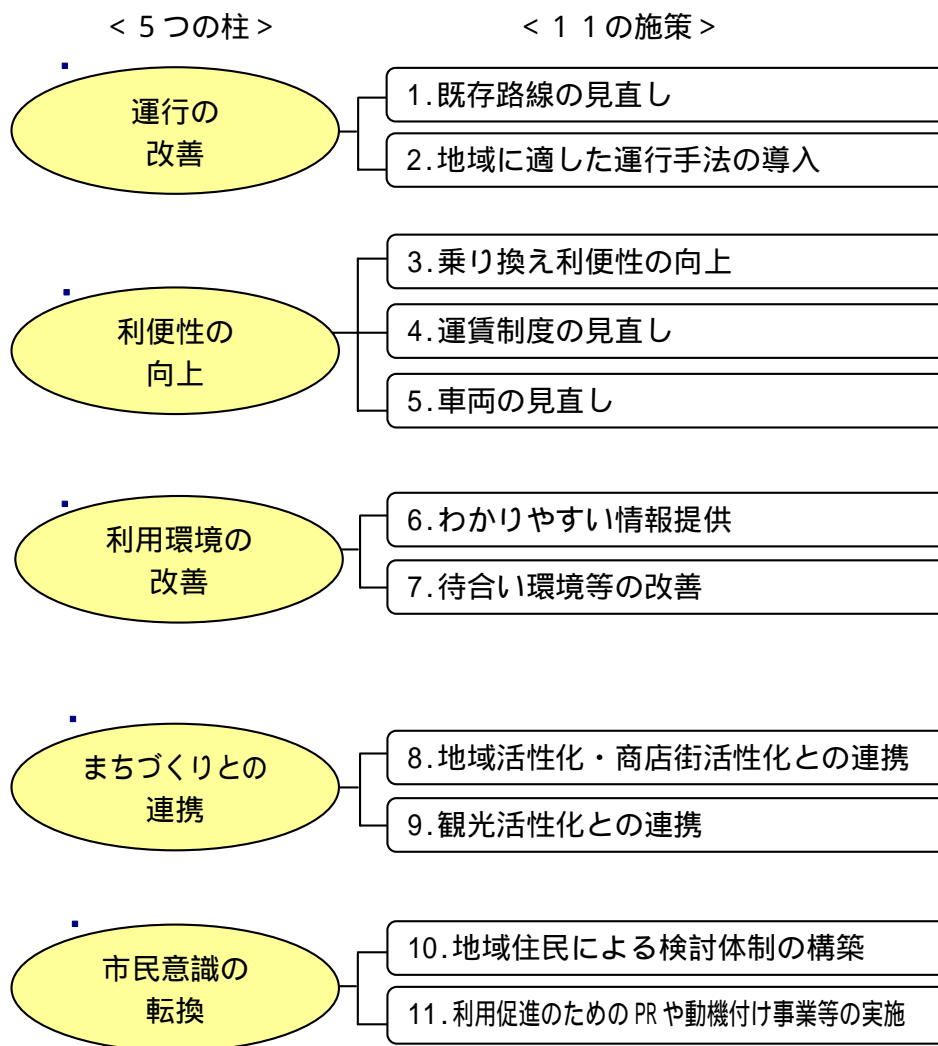 ＜５つの柱＞
＜１１の施策＞
運行の
改善
1.既存路線の見直し
2.地域に適した運行手法の導入
利便性の
向上
3.乗り換え利便性の向上
4.運賃制度の見直し
5.車両の見直し
利用環境の
改善
6.わかりやすい情報提供
7.待合い環境等の改善
まちづくりとの
連携
8.地域活性化・商店街活性化との連携
9.観光活性化との連携
市民意識の
転換
10.地域住民による検討体制の構築
11.利用促進のためのPRや動機付け事業等の実施